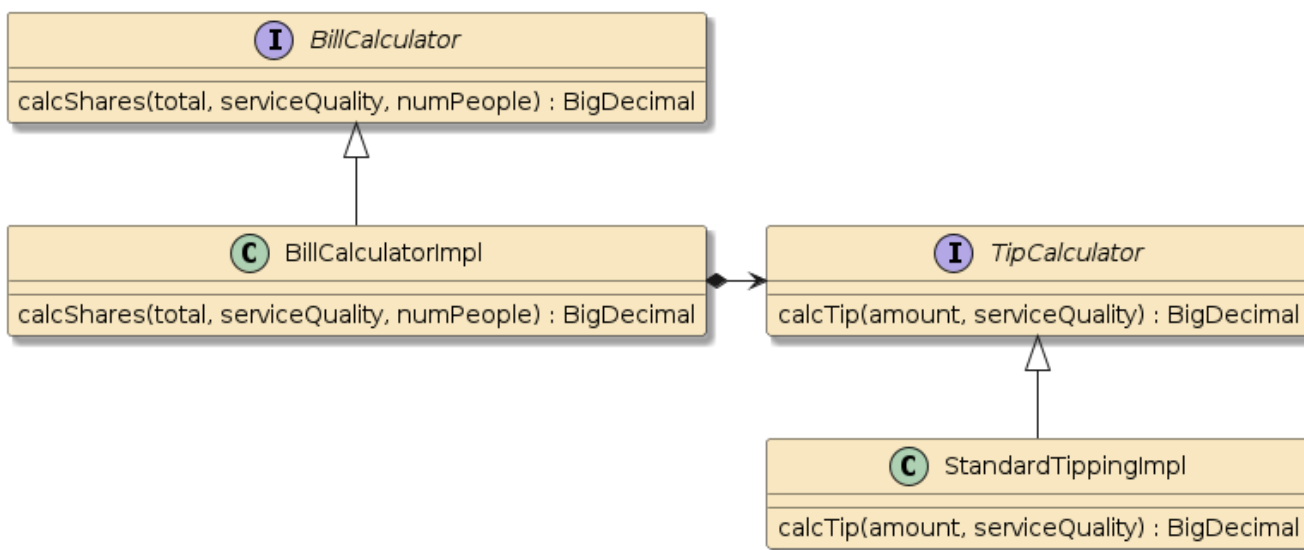 I BillCalculator
calcShares(total, serviceQuality, numPeople) : BigDecimal
C BillCalculatorImpl
calcShares(total, serviceQuality, numPeople) : BigDecimal
I TipCalculator
calcTip(amount, serviceQuality) : BigDecimal
C StandardTippingImpl
calcTip(amount, serviceQuality) : BigDecimal